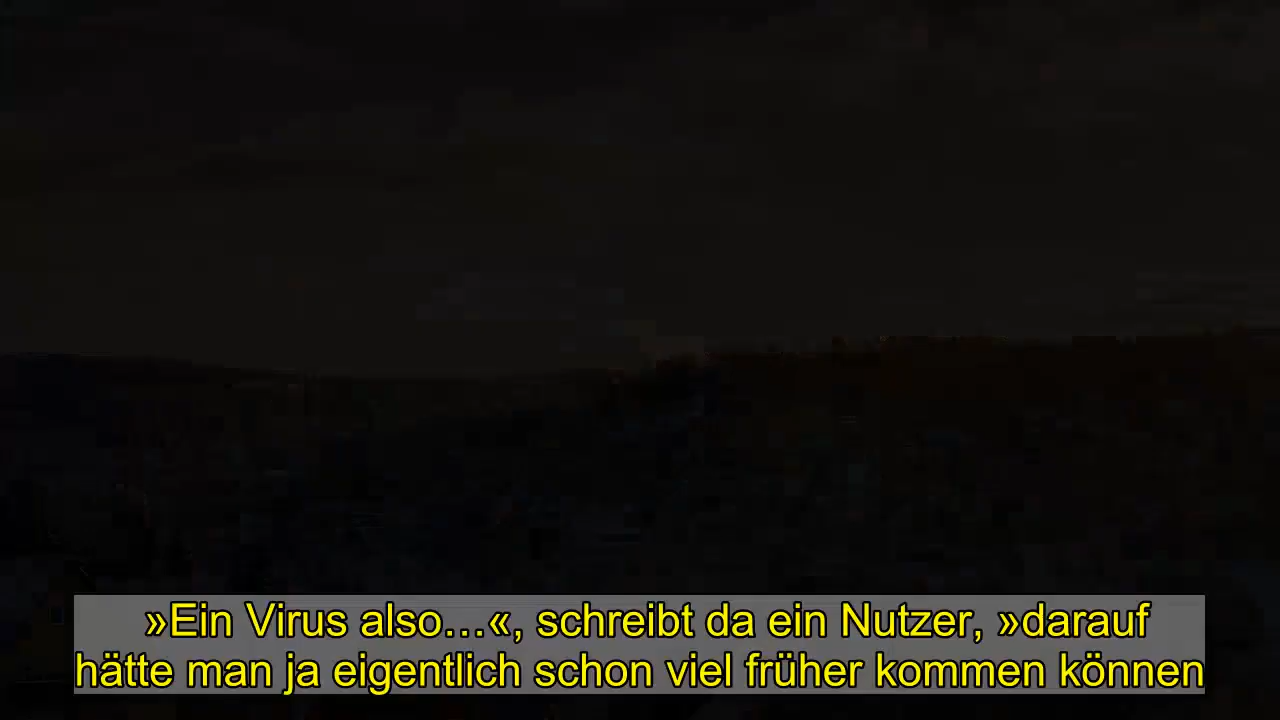 »Ein Virus also…«, schreibt da ein Nutzer, »darauf
hätte man ja eigentlich schon viel früher kommen können